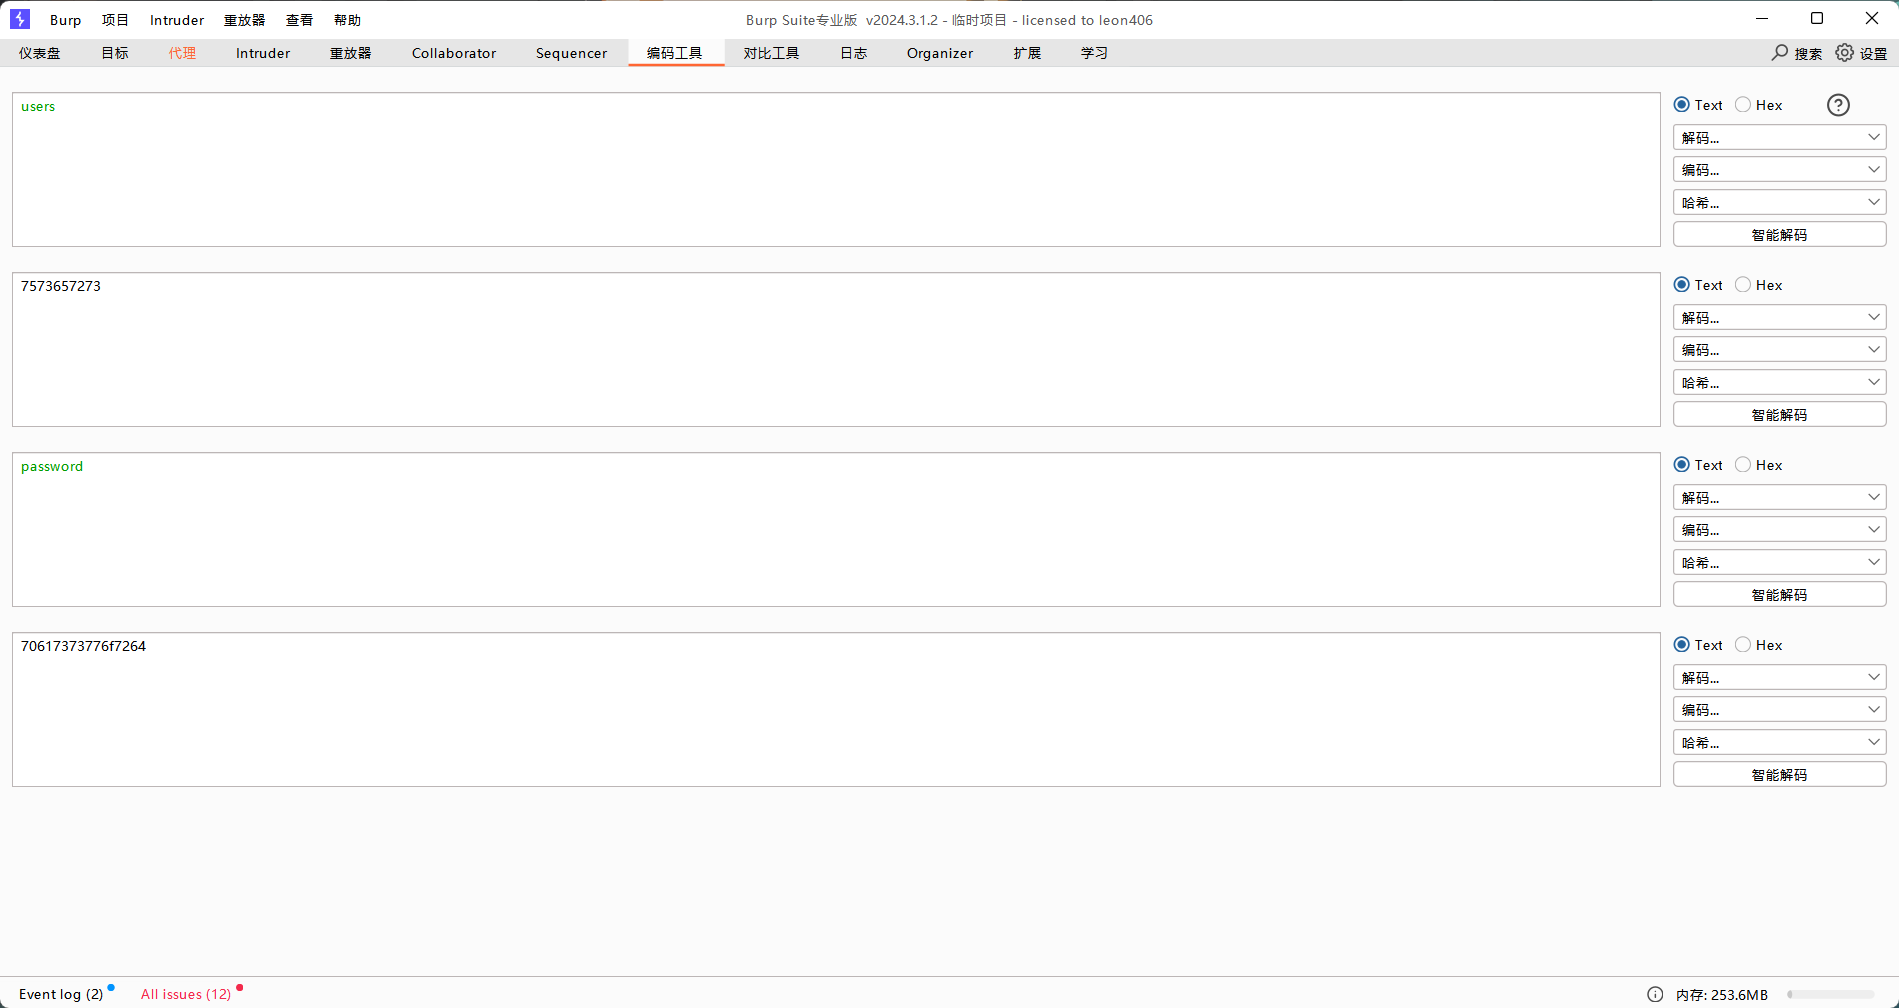 Burp 项目 Intruder 重放器 查看 帮助 Burp Suite专业版 v2024.3.1.2 - 临时项目 - licensed to leon406
仪表盘 目标 代理 Intruder 重放器 Collaborator Sequencer 编码工具 对比工具 日志 Organizer 扩展 学习 搜索 设置
users
Text Hex ?
解码...
编码...
哈希...
智能解码
7573657273
Text Hex
解码...
编码...
哈希...
智能解码
password
Text Hex
解码...
编码...
哈希...
智能解码
70617373776f7264
Text Hex
解码...
编码...
哈希...
智能解码
Event log (2) All issues (12) 内存: 253.6MB